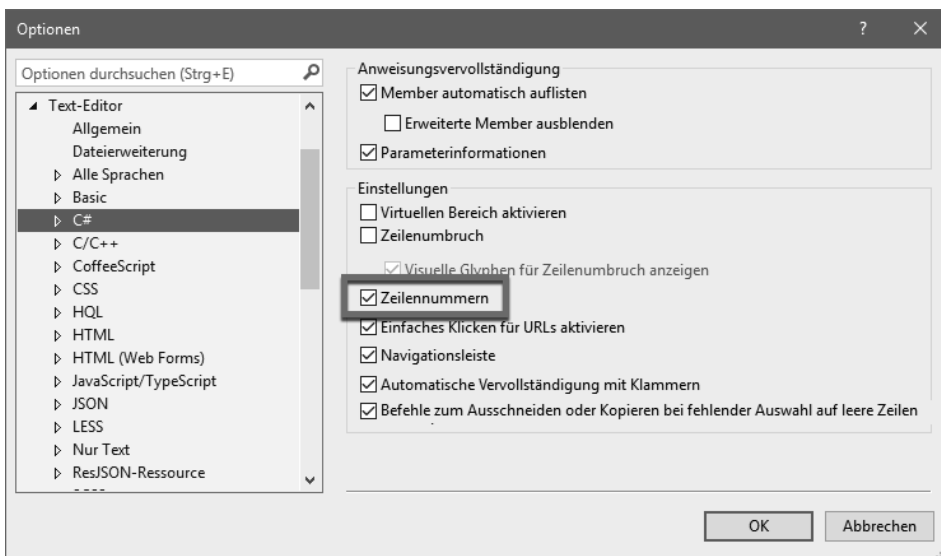 Optionen
?
Optionen durchsuchen (Strg+E)
Text-Editor
Allgemein
Dateierweiterung
Alle Sprachen
Basic
C#
C/C++
CoffeeScript
CSS
HQL
HTML
HTML (Web Forms)
JavaScript/TypeScript
JSON
LESS
Nur Text
ResJSON-Ressource
Anweisungsvervollständigung
Member automatisch auflisten
Erweiterte Member ausblenden
Parameterinformationen
Einstellungen
Virtuellen Bereich aktivieren
Zeilenumbruch
Visuelle Glyphen für Zeilenumbruch anzeigen
Zeilennummern
Einfaches Klicken für URLs aktivieren
Navigationsleiste
Automatische Vervollständigung mit Klammern
Befehle zum Ausschneiden oder Kopieren bei fehlender Auswahl auf leere Zeilen
OK
Abbrechen